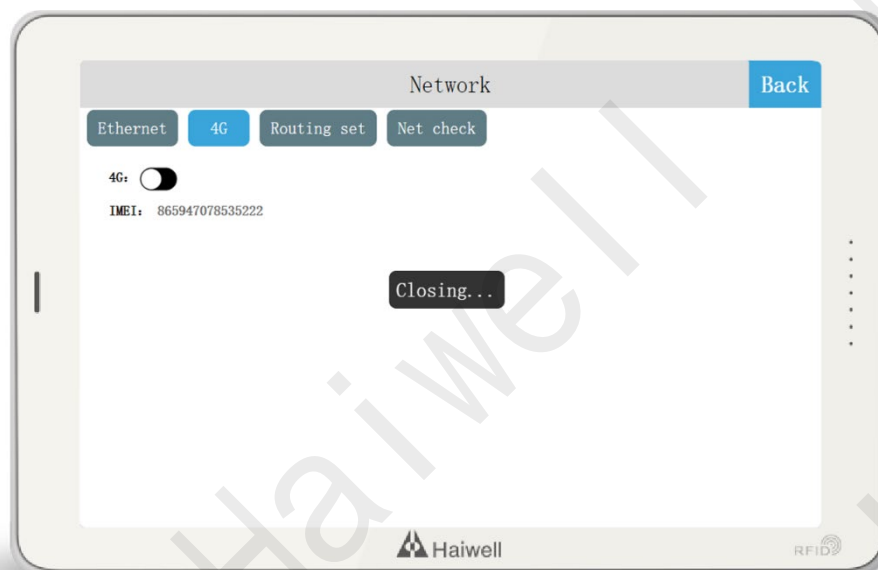 Network
Back
Ethernet
4G
Routing set
Net check
4G:
IMEI: 865947078535222
Closing...
Haiwell
Haiwell
RFID